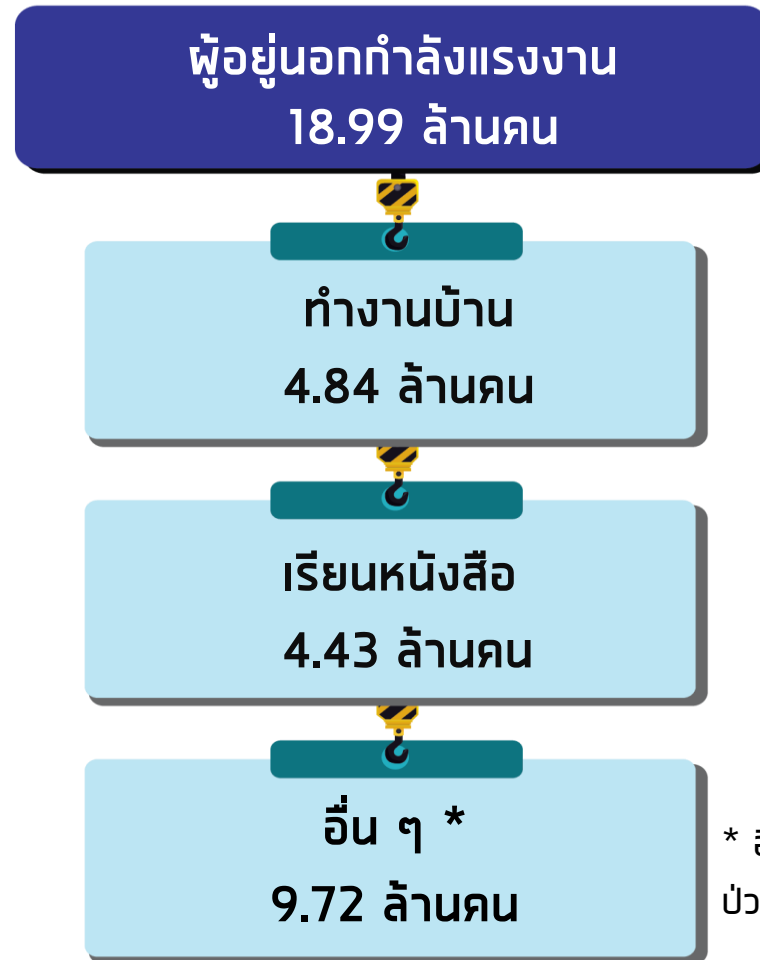 ผู้อยู่นอกกำลังแรงงาน
18.99 ล้านคน
ทำงานบ้าน
4.84 ล้านคน
เรียนหนังสือ
4.43 ล้านคน
อื่น ๆ *
9.72 ล้านคน
*